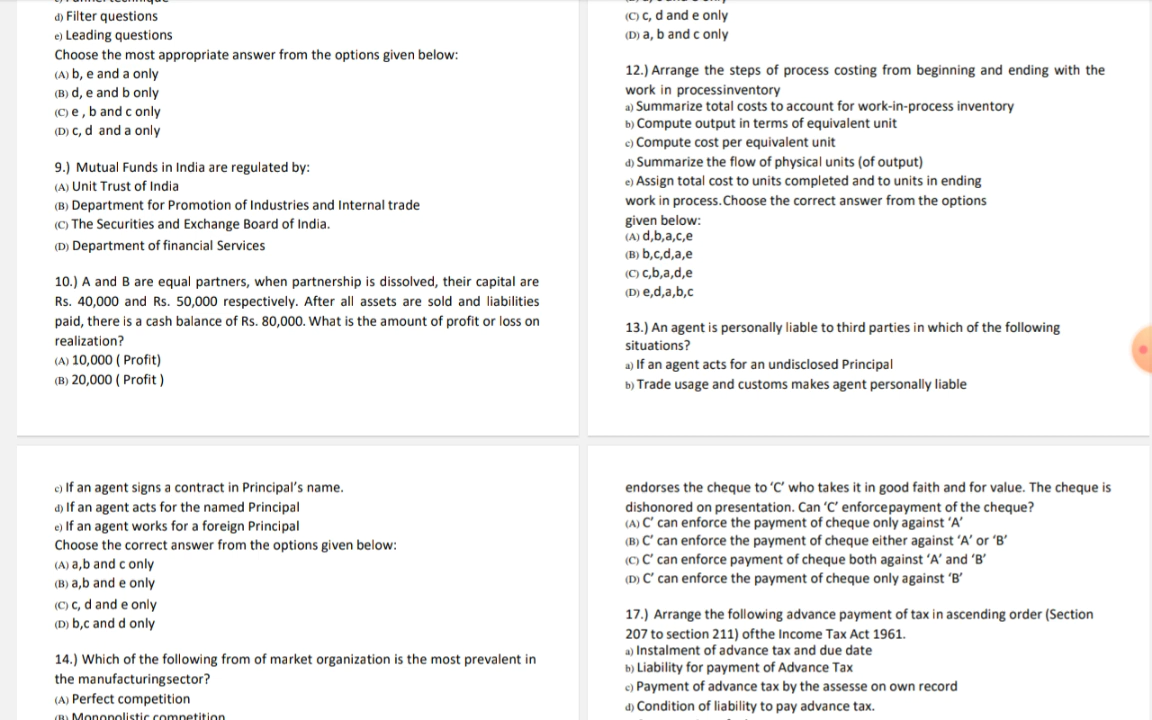 d) Filter questions
e) Leading questions
Choose the most appropriate answer from the options given below:
(A) b, e and a only
(B) d, e and b only
(C) e , b and c only
(D) c, d  and a only
9.)  Mutual Funds in India are regulated by:
(A) Unit Trust of India
(B) Department for Promotion of Industries and Internal trade
(C) The Securities and Exchange Board of India.
(D) Department of financial Services
10.) A and B are equal partners, when partnership is dissolved, their capital are
Rs. 40,000 and Rs. 50,000 respectively. After all assets are sold and liabilities
paid, there is a cash balance of Rs. 80,000. What is the amount of profit or loss on
realization?
(A) 10,000 ( Profit)
(B) 20,000 ( Profit )
(C) c, d and e only
(D) a, b and c only
12.) Arrange the steps of process costing from beginning and ending with the
work in processinventory
a) Summarize total costs to account for work-in-process inventory
b) Compute output in terms of equivalent unit
c) Compute cost per equivalent unit
d) Summarize the flow of physical units (of output)
e) Assign total cost to units completed and to units in ending
work in process.Choose the correct answer from the options
given below:
(A) d,b,a,c,e
(B) b,c,d,a,e
(C) c,b,a,d,e
(D) e,d,a,b,c
13.) An agent is personally liable to third parties in which of the following
situations?
a) If an agent acts for an undisclosed Principal
b) Trade usage and customs makes agent personally liable
c) If an agent signs a contract in Principal's name.
d) If an agent acts for the named Principal
e) If an agent works for a foreign Principal
Choose the correct answer from the options given below:
(A) a,b and c only
(B) a,b and e only
(C) c, d and e only
(D) b,c and d only
14.) Which of the following from of market organization is the most prevalent in
the manufacturingsector?
(A) Perfect competition
(B) Monopolistic competition
endorses the cheque to 'C' who takes it in good faith and for value. The cheque is
dishonored on presentation. Can 'C' enforcepayment of the cheque?
(A) C' can enforce the payment of cheque only against 'A'
(B) C' can enforce the payment of cheque either against 'A' or 'B'
(C) C' can enforce payment of cheque both against 'A' and 'B'
(D) C' can enforce the payment of cheque only against 'B'
17.)  Arrange the following advance payment of tax in ascending order (Section
207 to section 211) ofthe Income Tax Act 1961.
a) Instalment of advance tax and due date
b) Liability for payment of Advance Tax
c) Payment of advance tax by the assesse on own record
d) Condition of liability to pay advance tax.